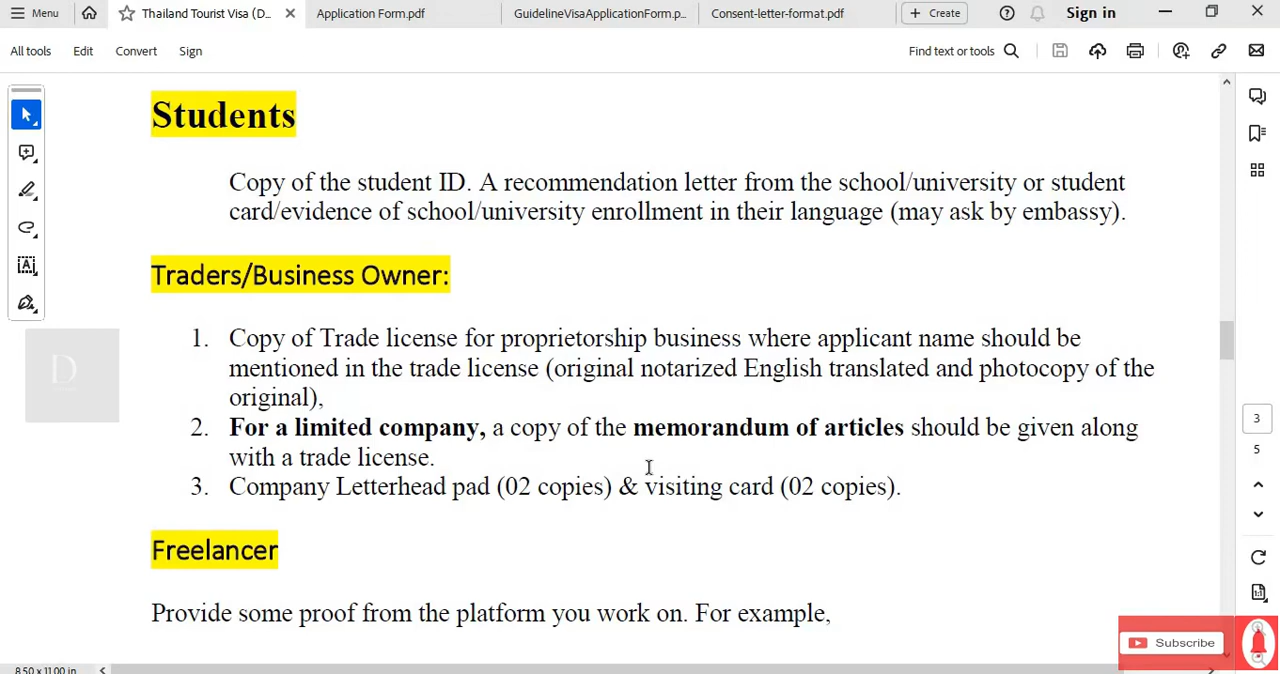 Menu
Thailand Tourist Visa (D...
Application Form.pdf
GuidelineVisaApplicationForm.p...
Consent-letter-format.pdf
Create
Sign in
All tools
Edit
Convert
Sign
Find text or tools
Students
Copy of the student ID. A recommendation letter from the school/university or student
card/evidence of school/university enrollment in their language (may ask by embassy).
Traders/Business Owner:
1. Copy of Trade license for proprietorship business where applicant name should be
mentioned in the trade license (original notarized English translated and photocopy of the
original),
2. For a limited company, a copy of the memorandum of articles should be given along
with a trade license.
3. Company Letterhead pad (02 copies) & visiting card (02 copies).
Freelancer
Provide some proof from the platform you work on. For example,
D
3
5
1:1
Subscribe
8.50 x 11.00 in